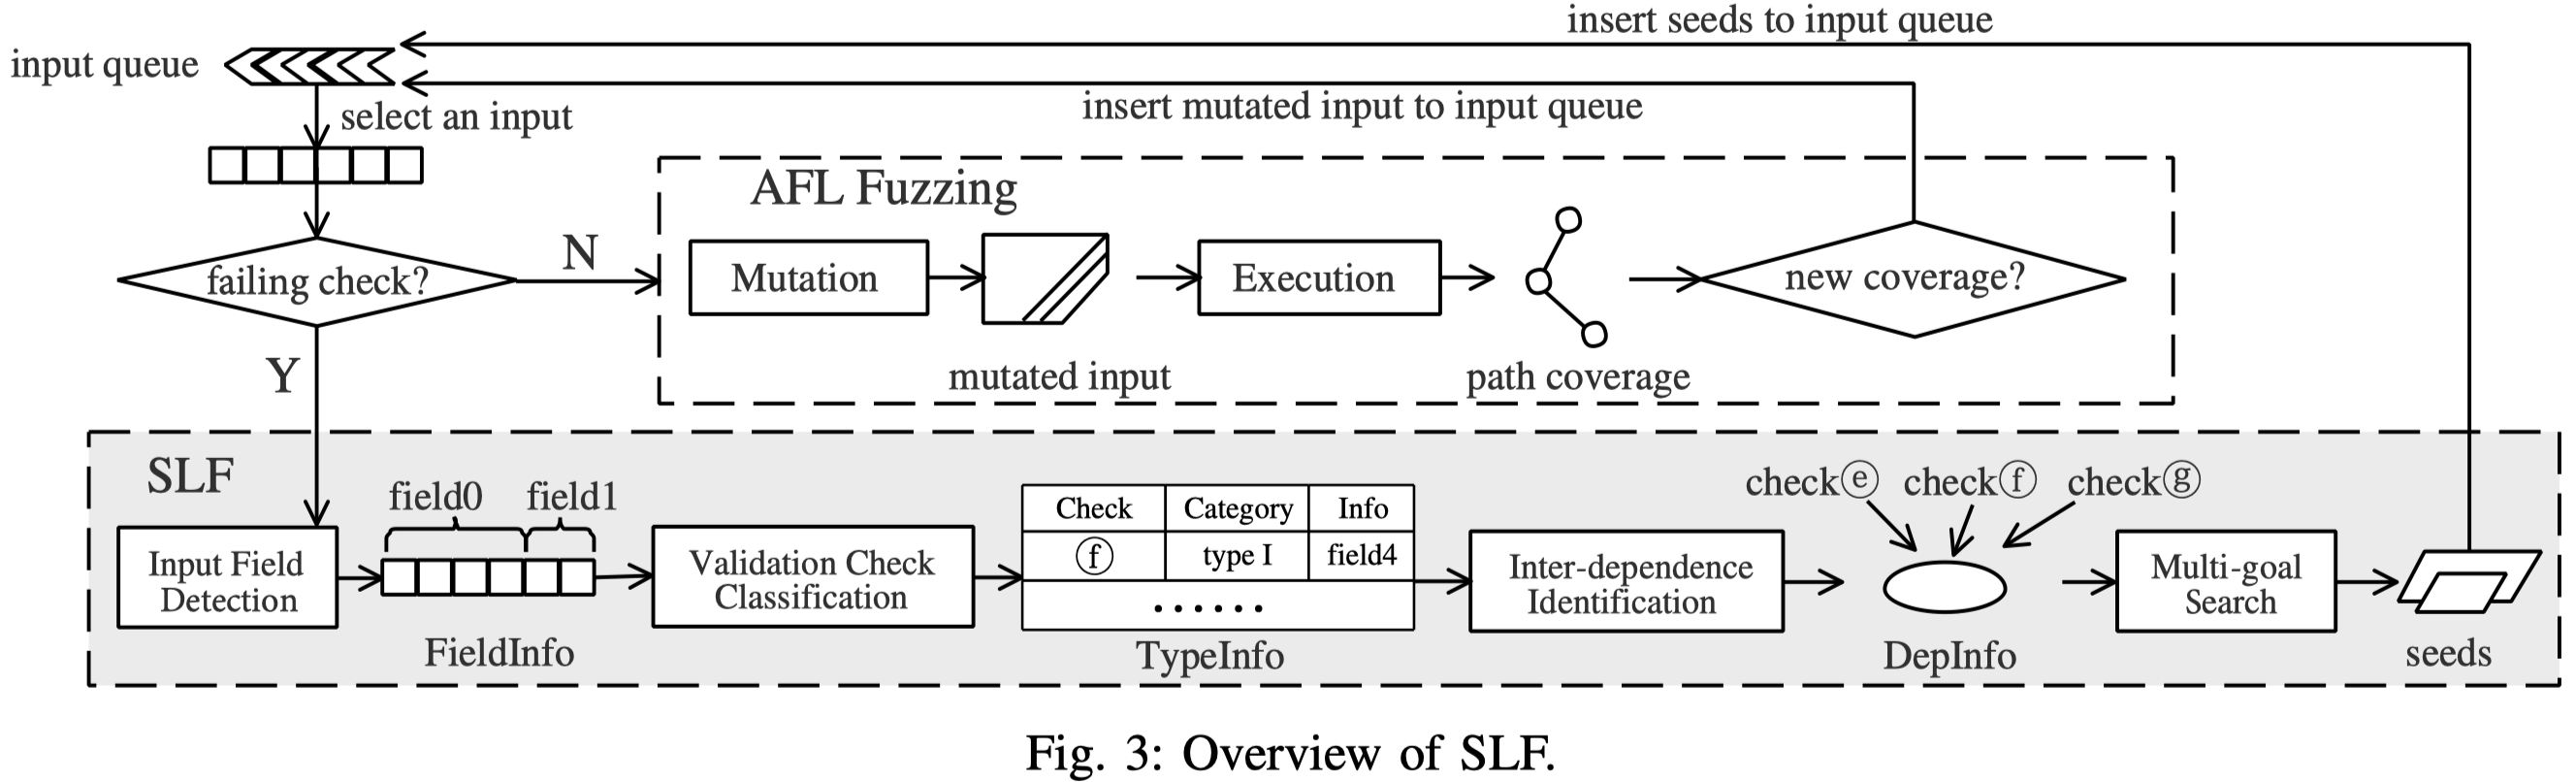 insert seeds to input queue
input queue
insert mutated input to input queue
select an input
AFL Fuzzing
N
failing check?
Mutation
Execution
new coverage?
mutated input
path coverage
Y
SLF
field0 field1
Input Field
Detection
FieldInfo
Validation Check
Classification
Check Category Info
ⓕ type I field4
......
TypeInfo
Inter-dependence
Identification
checkⓔ checkⓕ checkⓖ
DepInfo
Multi-goal
Search
seeds
Fig. 3: Overview of SLF.